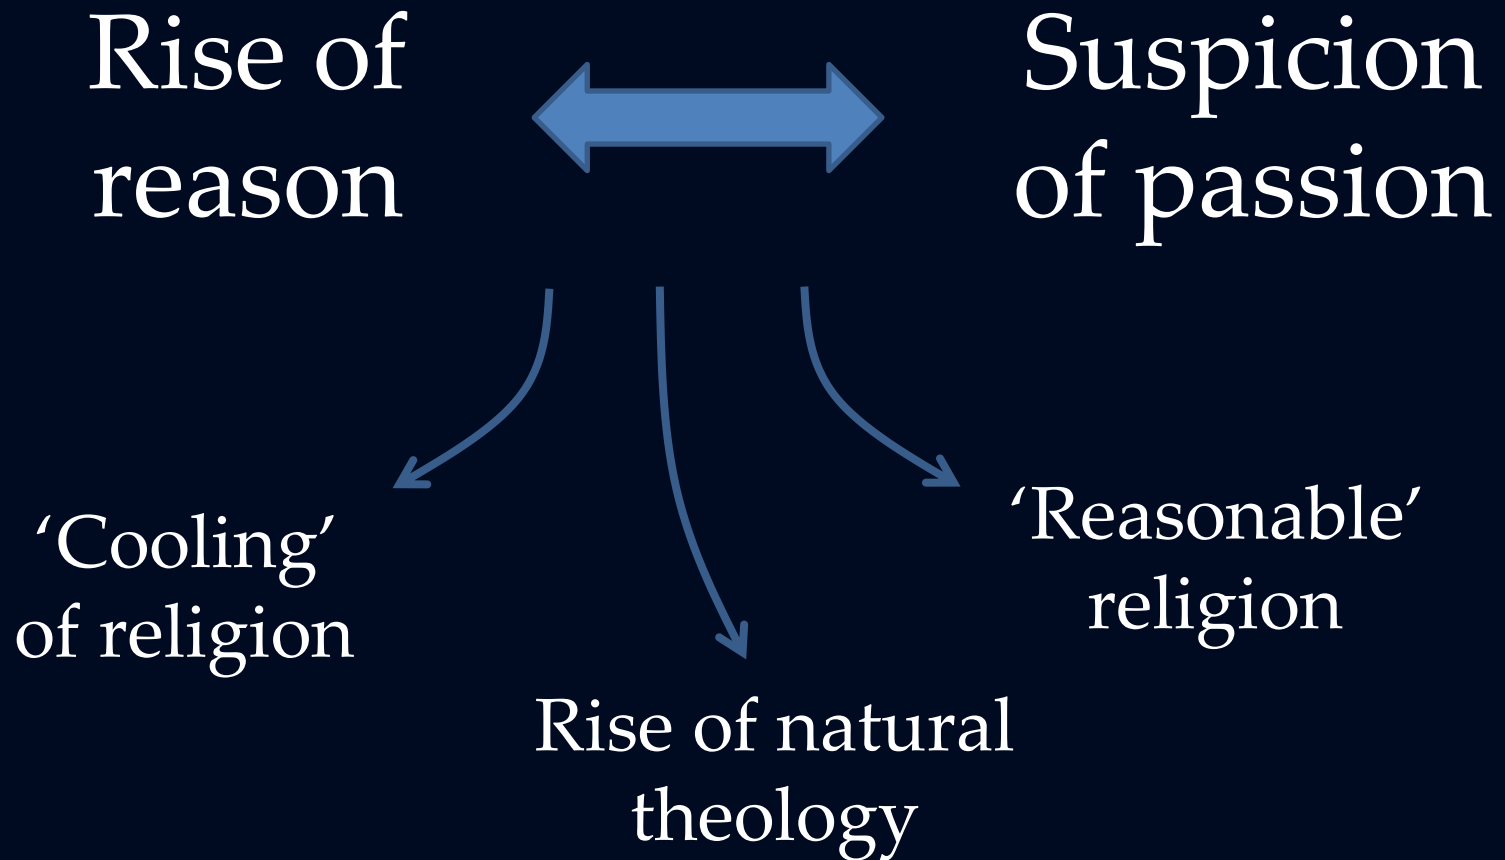 Rise of
reason
Suspicion
of passion
‘Cooling’
of religion
Rise of natural
theology
‘Reasonable’
religion